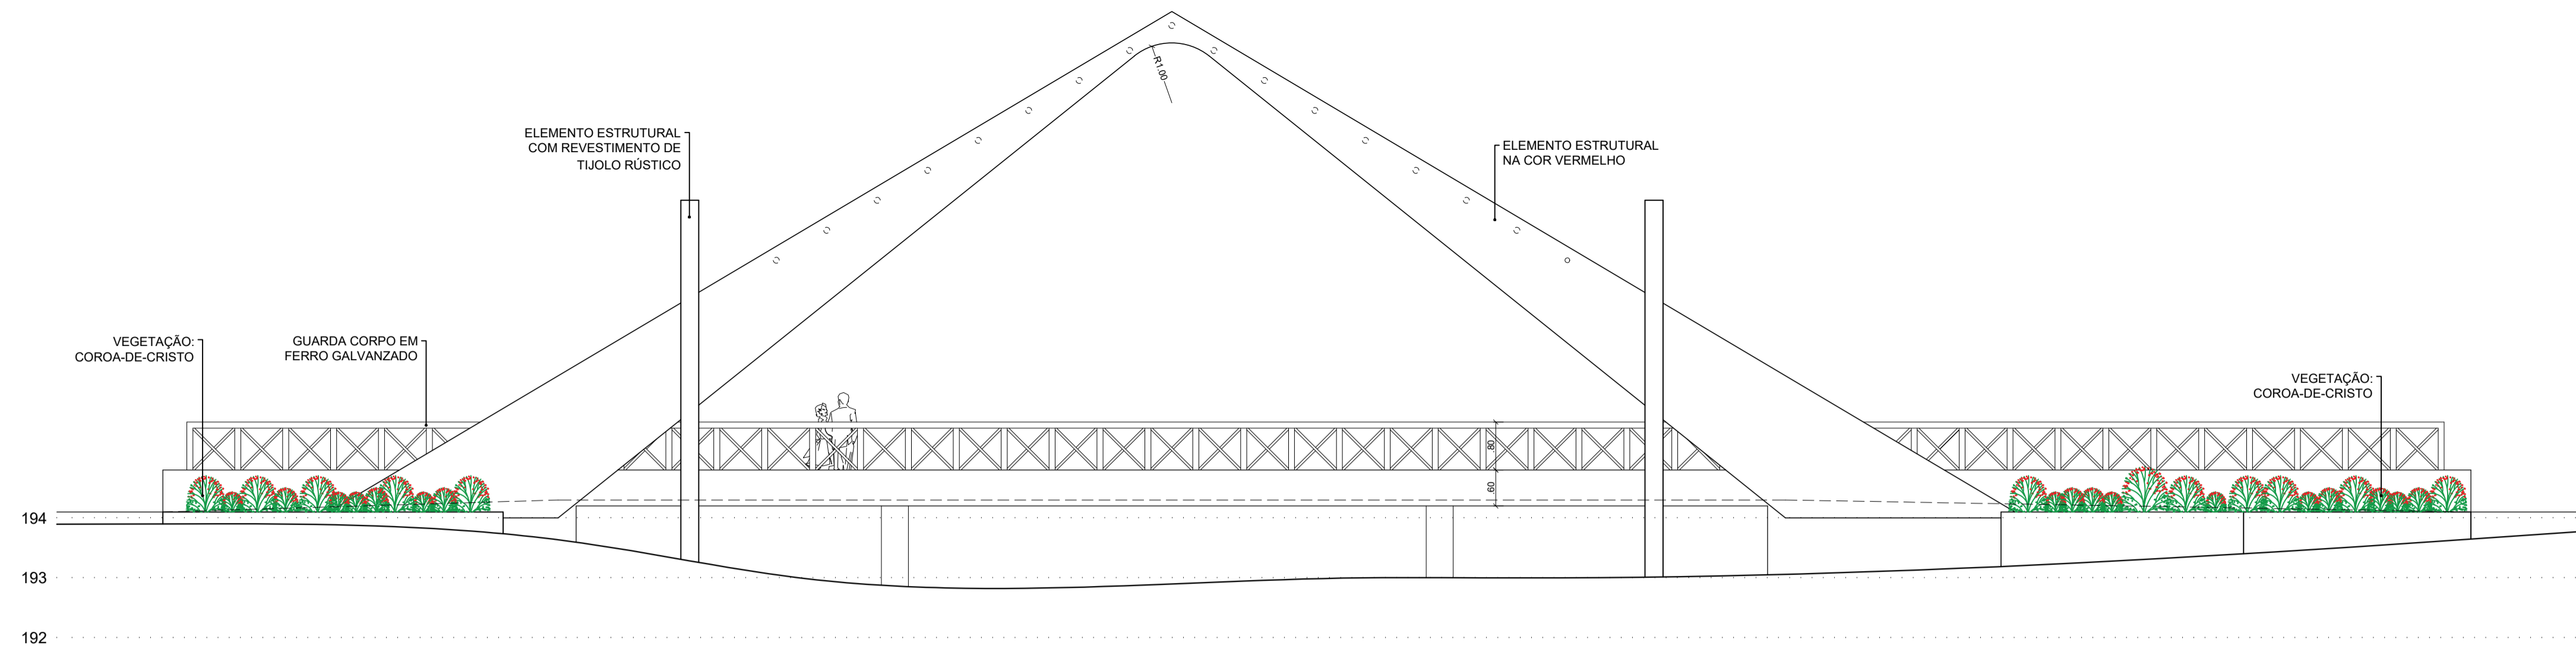 R1.00
ELEMENTO ESTRUTURAL
COM REVESTIMENTO DE
TIJOLO RÚSTICO
ELEMENTO ESTRUTURAL
NA COR VERMELHO
VEGETAÇÃO:
COROA-DE-CRISTO
GUARDA CORPO EM
FERRO GALVANZADO
VEGETAÇÃO:
COROA-DE-CRISTO
.80
.60
194
193
192